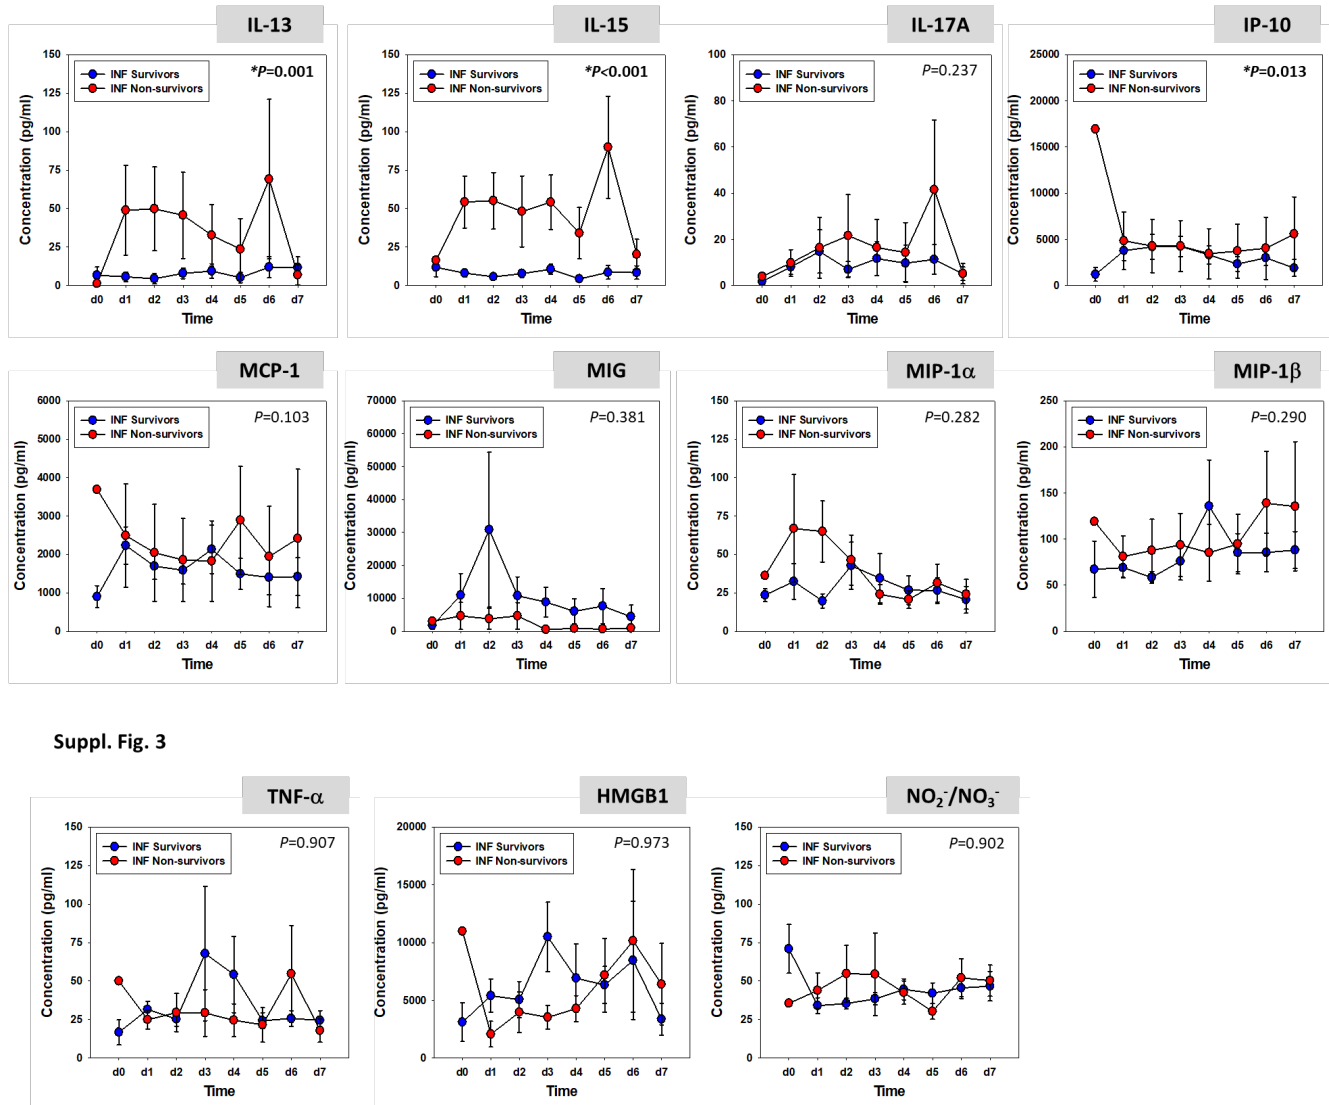 IL-13
IL-15
IL-17A
IP-10
150
125
100
75
50
25
0
Concentration (pg/ml)
INF Survivors
INF Non-survivors
*P=0.001
d0 d1 d2 d3 d4 d5 d6 d7
Time
150
125
100
75
50
25
0
Concentration (pg/ml)
INF Survivors
INF Non-survivors
*P<0.001
d0 d1 d2 d3 d4 d5 d6 d7
Time
100
80
60
40
20
0
Concentration (pg/ml)
INF Survivors
INF Non-survivors
P=0.237
d0 d1 d2 d3 d4 d5 d6 d7
Time
25000
20000
15000
10000
5000
0
Concentration (pg/ml)
INF Survivors
INF Non-survivors
*P=0.013
d0 d1 d2 d3 d4 d5 d6 d7
Time
MCP-1
MIG
MIP-1α
MIP-1β
6000
5000
4000
3000
2000
1000
0
Concentration (pg/ml)
INF Survivors
INF Non-survivors
P=0.103
d0 d1 d2 d3 d4 d5 d6 d7
Time
70000
60000
50000
40000
30000
20000
10000
0
Concentration (pg/ml)
INF Survivors
INF Non-survivors
P=0.381
d0 d1 d2 d3 d4 d5 d6 d7
Time
150
125
100
75
50
25
0
Concentration (pg/ml)
INF Survivors
INF Non-survivors
P=0.282
d0 d1 d2 d3 d4 d5 d6 d7
Time
250
200
150
100
50
0
Concentration (pg/ml)
INF Survivors
INF Non-survivors
P=0.290
d0 d1 d2 d3 d4 d5 d6 d7
Time
Suppl. Fig. 3
TNF-α
HMGB1
NO₂⁻/NO₃⁻
150
125
100
75
50
25
0
Concentration (pg/ml)
INF Survivors
INF Non-survivors
P=0.907
d0 d1 d2 d3 d4 d5 d6 d7
Time
20000
15000
10000
5000
0
Concentration (pg/ml)
INF Survivors
INF Non-survivors
P=0.973
d0 d1 d2 d3 d4 d5 d6 d7
Time
150
125
100
75
50
25
0
Concentration (pg/ml)
INF Survivors
INF Non-survivors
P=0.902
d0 d1 d2 d3 d4 d5 d6 d7
Time